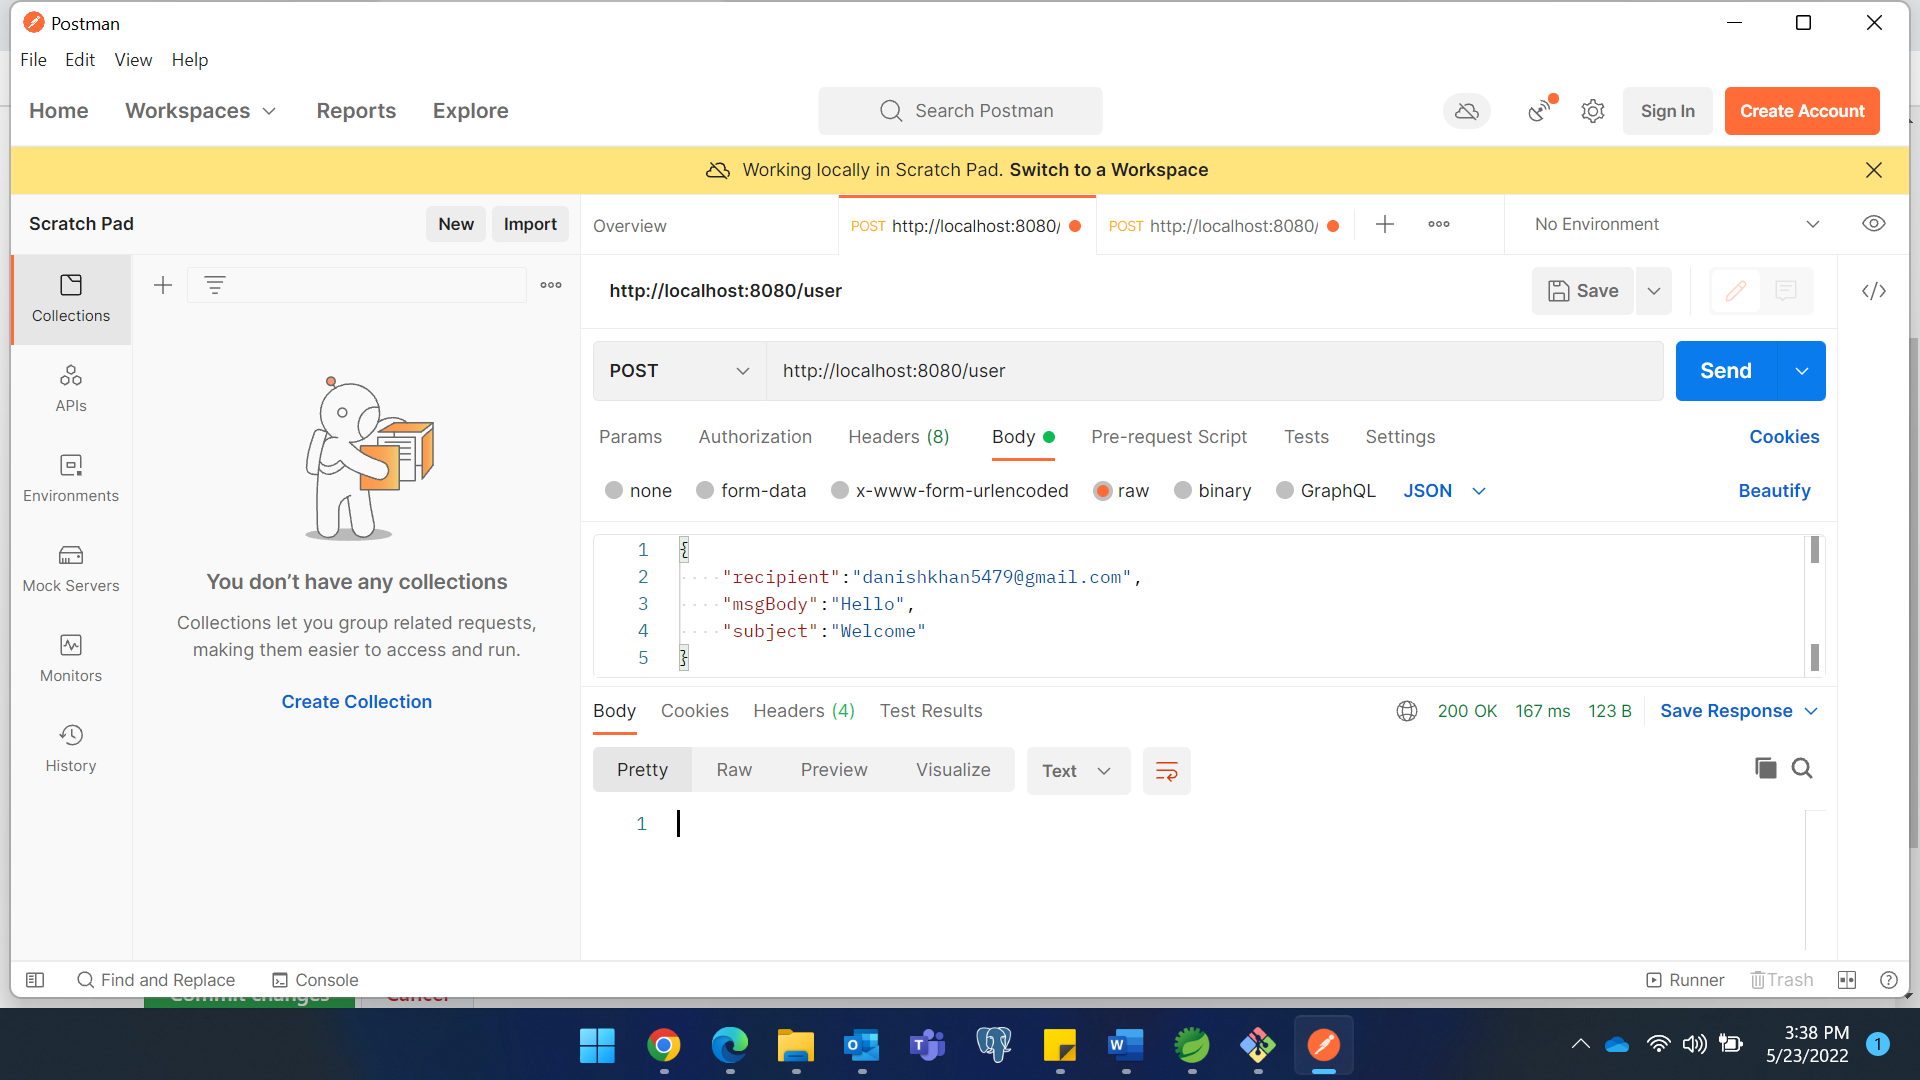 Postman
File Edit View Help
Home Workspaces Reports Explore Search Postman Sign In Create Account
Working locally in Scratch Pad. Switch to a Workspace
Scratch Pad New Import Overview POST http://localhost:8080/ POST http://localhost:8080/ No Environment
Collections
http://localhost:8080/user Save
POST http://localhost:8080/user Send
APIs
Params Authorization Headers (8) Body Pre-request Script Tests Settings Cookies
Environments
none form-data x-www-form-urlencoded raw binary GraphQL JSON Beautify
1 {
2 "recipient":"danishkhan5479@gmail.com",
3 "msgBody":"Hello",
4 "subject":"Welcome"
5 }
Mock Servers
You don’t have any collections
Collections let you group related requests,
making them easier to access and run.
Monitors
Create Collection
Body Cookies Headers (4) Test Results 200 OK 167 ms 123 B Save Response
History
Pretty Raw Preview Visualize Text
1
Find and Replace Console Runner Trash
Commit changes Cancel
3:38 PM
5/23/2022
1